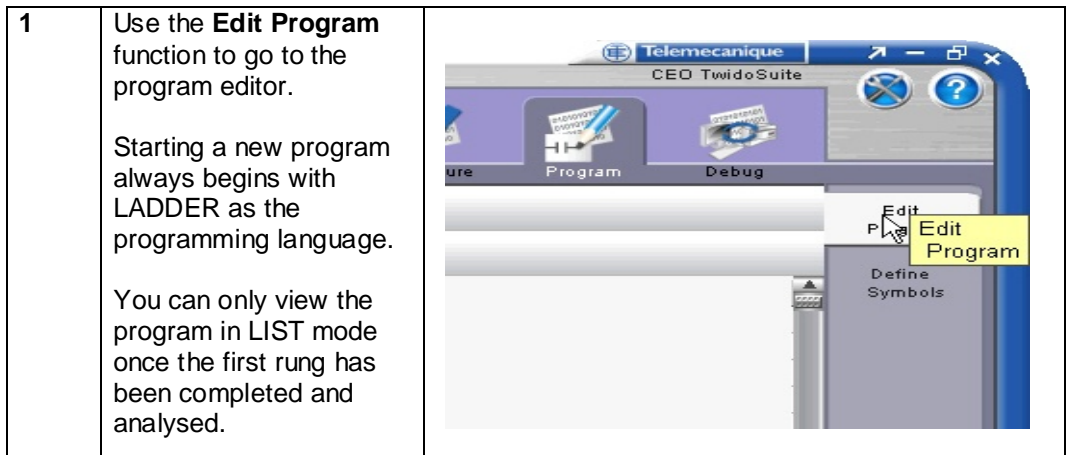 1
Use the Edit Program
function to go to the
program editor.
Starting a new program
always begins with
LADDER as the
programming language.
You can only view the
program in LIST mode
once the first rung has
been completed and
analysed.
Telemecanique
CEO TwidoSuite
ure
Program
Debug
Edit
Edit
Program
Define
Symbols